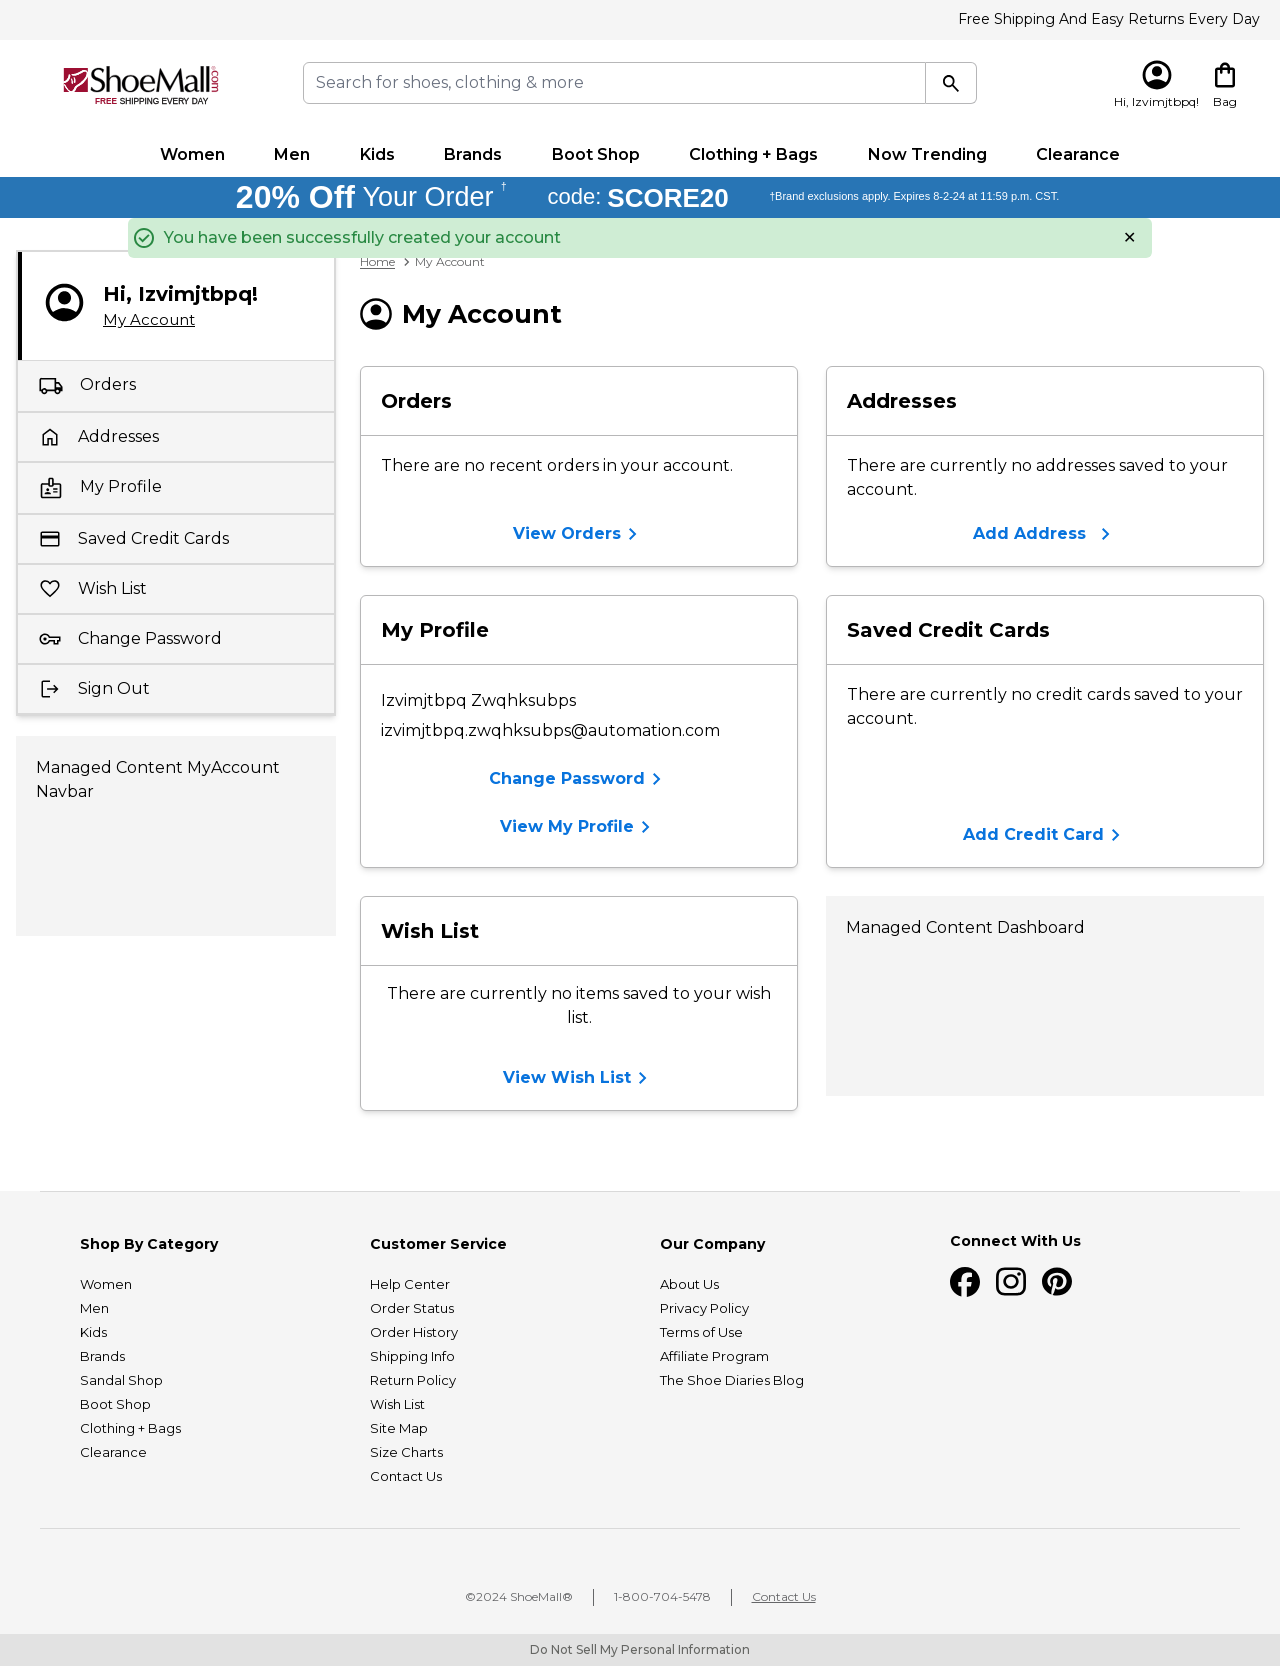 Free Shipping And Easy Returns Every Day
ShoeMall.com®
FREE SHIPPING EVERY DAY
Search for shoes, clothing & more
Hi, Izvimjtbpq!
Bag
Women Men Kids Brands Boot Shop Clothing + Bags Now Trending Clearance
20% Off Your Order † code: SCORE20 †Brand exclusions apply. Expires 8-2-24 at 11:59 p.m. CST.
You have been successfully created your account ✕
Hi, Izvimjtbpq!
My Account
Orders
Addresses
My Profile
Saved Credit Cards
Wish List
Change Password
Sign Out
Managed Content MyAccount
Navbar
Home > My Account
My Account
Orders
There are no recent orders in your account.
View Orders
Addresses
There are currently no addresses saved to your
account.
Add Address
My Profile
Izvimjtbpq Zwqhksubps
izvimjtbpq.zwqhksubps@automation.com
Change Password
View My Profile
Saved Credit Cards
There are currently no credit cards saved to your
account.
Add Credit Card
Wish List
There are currently no items saved to your wish
list.
View Wish List
Managed Content Dashboard
Shop By Category
Women
Men
Kids
Brands
Sandal Shop
Boot Shop
Clothing + Bags
Clearance
Customer Service
Help Center
Order Status
Order History
Shipping Info
Return Policy
Wish List
Site Map
Size Charts
Contact Us
Our Company
About Us
Privacy Policy
Terms of Use
Affiliate Program
The Shoe Diaries Blog
Connect With Us
©2024 ShoeMall® | 1-800-704-5478 | Contact Us
Do Not Sell My Personal Information